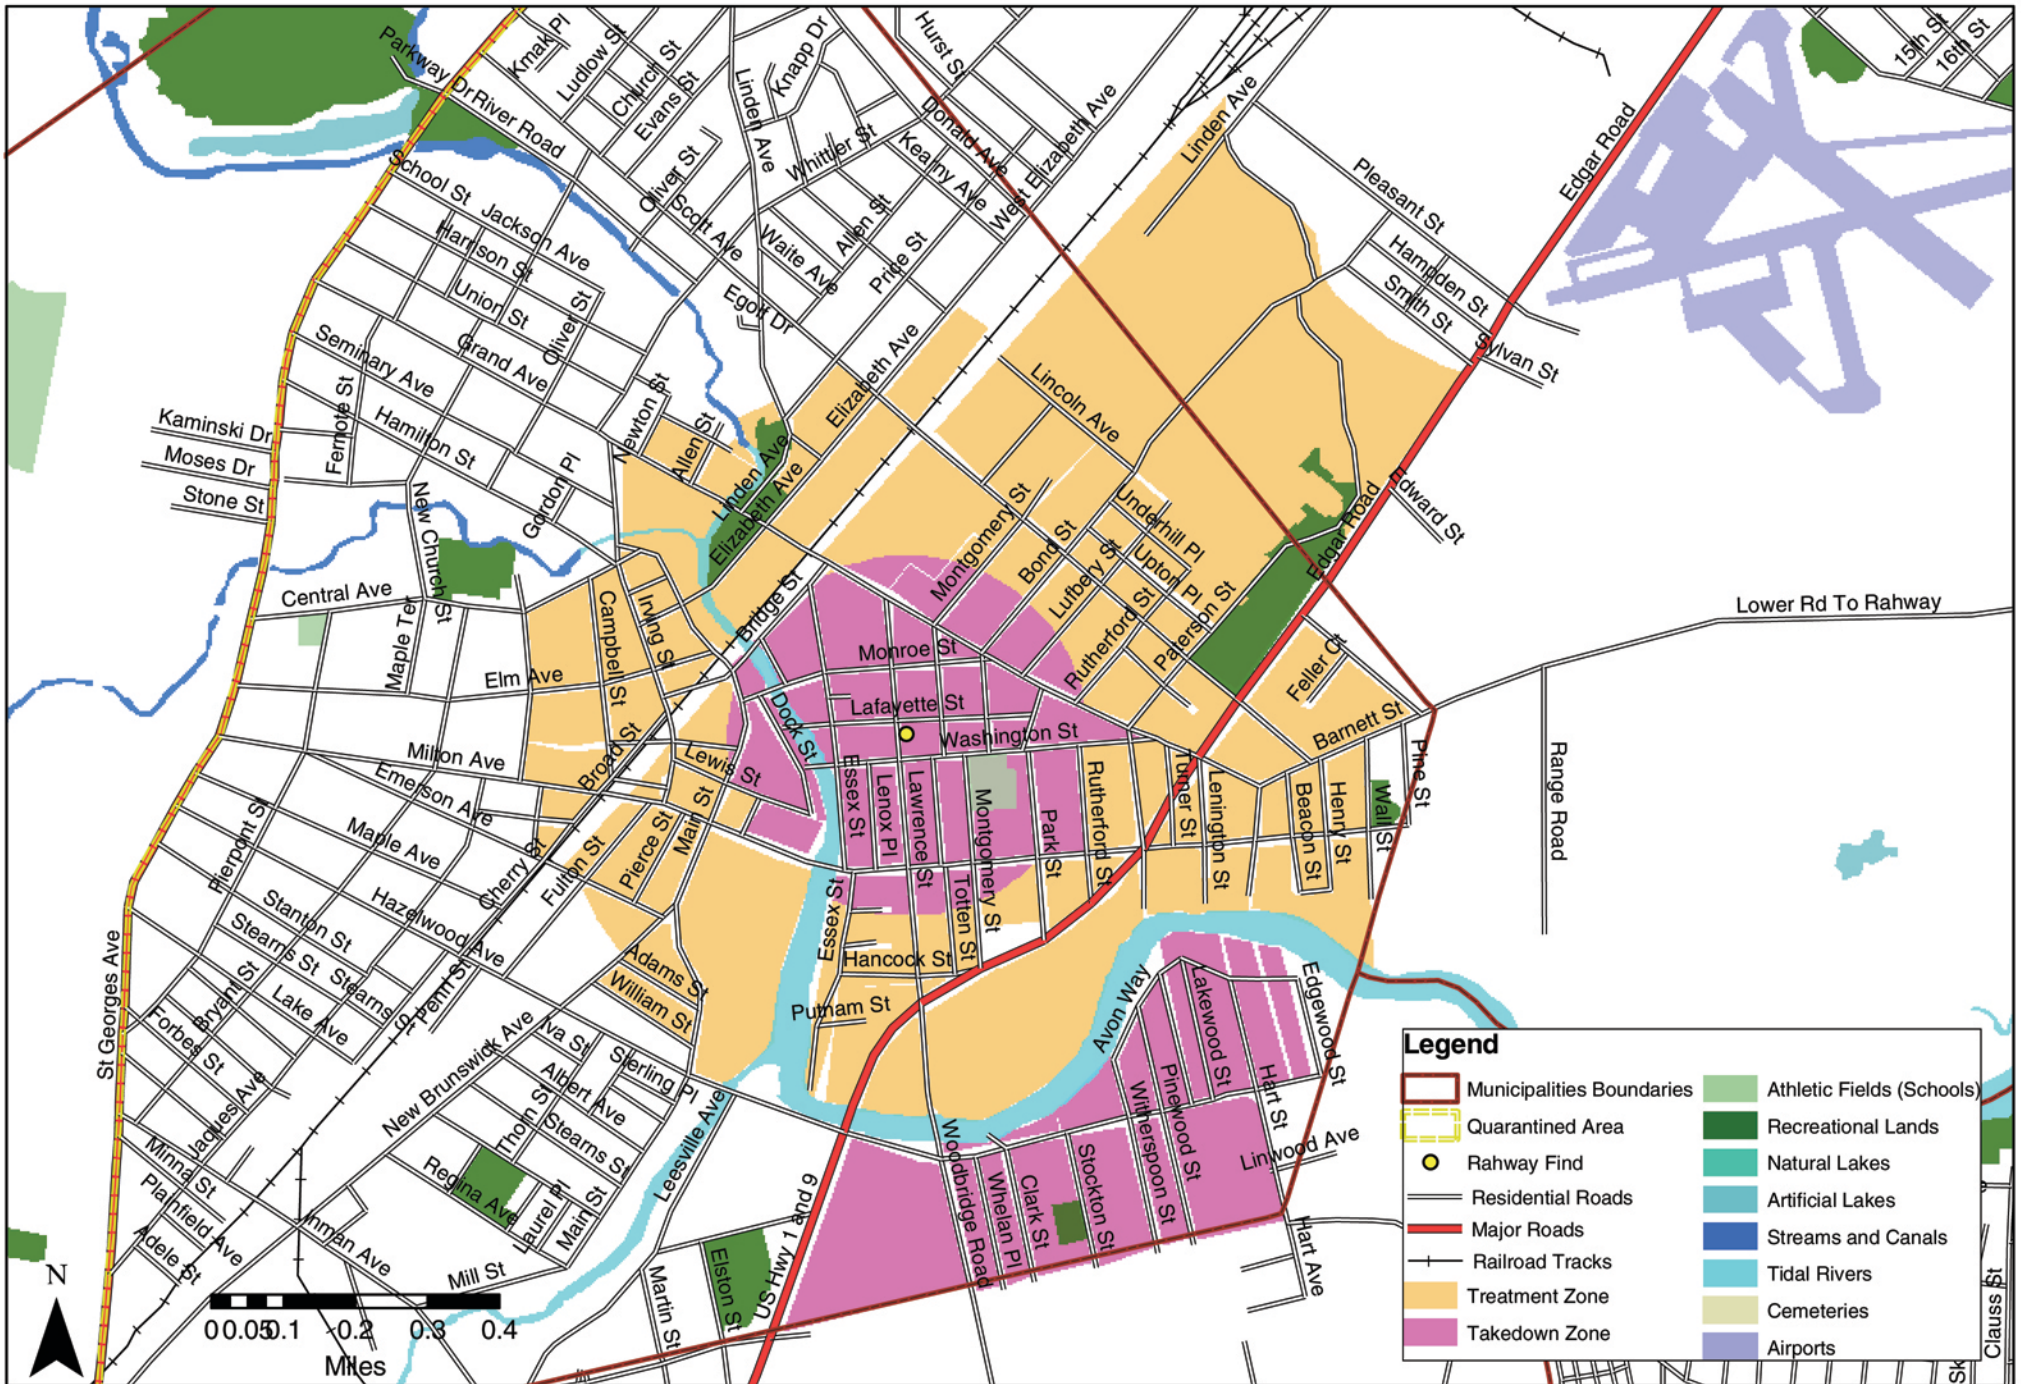 Kmak Pl
Ludlow St
Church St
Evans St
Linden Ave
Knapp Dr
Hurst St
15th St
16th St
Parkway Dr
River Road
Donald Ave
West Elizabeth Ave
Linden Ave
Edgar Road
Whittier St
Kearny Ave
Pleasant St
School St
Jackson Ave
Oliver St
Scott Ave
Allen St
Waite Ave
Price St
Harrison St
Hampden St
Smith St
Union St
Oliver St
Egolf Dr
Sylvan St
Seminary Ave
Grand Ave
Elizabeth Ave
Lincoln Ave
Fernote St
Newton St
Kaminski Dr
Hamilton St
Allen St
Moses Dr
Linden Ave
Stone St
New Church St
Gordon Pl
Elizabeth Ave
Montgomery St
Underhill Pl
Edgar Road
Edward St
Bond St
Upton Pl
Lufbery St
Central Ave
Campbell St
Irving St
Bridge St
Rutherford St
Paterson St
Lower Rd To Rahway
Maple Ter
Monroe St
Feller Ct
Elm Ave
Dock St
Lafayette St
Washington St
Barnett St
Milton Ave
Broad St
Lewis St
Essex St
Lenox Pl
Lawrence St
Rutherford St
Turner St
Lenington St
Beacon St
Henry St
Wall St
Pine St
Range Road
Emerson Ave
Pierpont St
Maple Ave
Cherry St
Fulton St
Pierce St
Main St
Montgomery St
Park St
Totten St
Stanton St
Hazelwood Ave
Essex St
Stearns St
Stearns St
Adams St
Hancock St
William St
Putnam St
Avon Way
Lakewood St
Edgewood St
St Georges Ave
Bryant St
Lake Ave
Penn St
Forbes St
New Brunswick Ave
Iva St
Sterling Pl
Albert Ave
Thorn St
Stearns St
Jaques Ave
Leesville Ave
Woodbridge Road
Witherspoon St
Pinewood St
Hart St
Linwood Ave
Minna St
Regina Ave
Laurel Pl
Main St
Plainfield Ave
Whelan Pl
Clark St
Stockton St
Adele St
Inman Ave
Mill St
Martin St
Elston St
US Hwy 1 and 9
Hart Ave
Clauss St
Sk
N
0 0.05 0.1 0.2 0.3 0.4
Miles
Legend
Municipalities Boundaries
Quarantined Area
Rahway Find
Residential Roads
Major Roads
Railroad Tracks
Treatment Zone
Takedown Zone
Athletic Fields (Schools)
Recreational Lands
Natural Lakes
Artificial Lakes
Streams and Canals
Tidal Rivers
Cemeteries
Airports